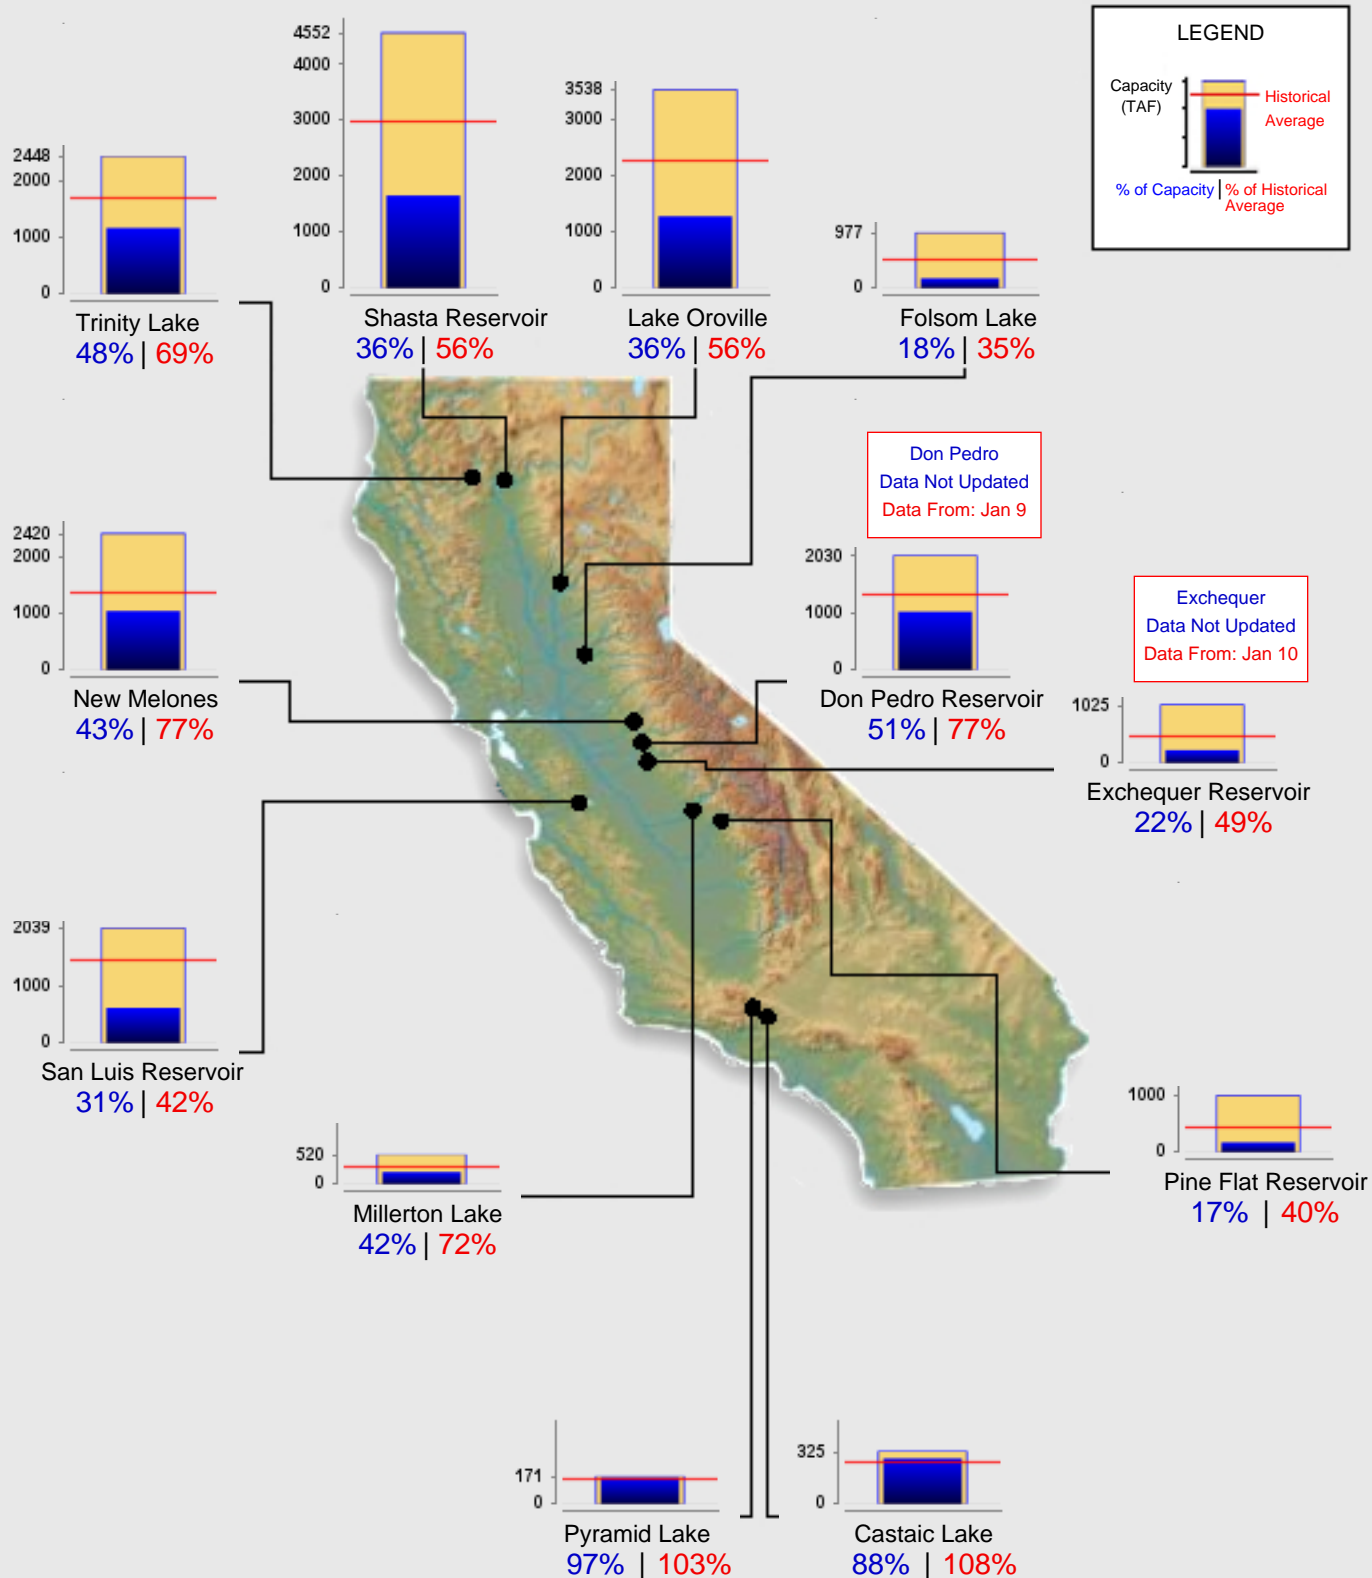 LEGEND
Capacity
(TAF)
Historical
Average
% of Capacity | % of Historical
Average
4552
4000
3000
2000
1000
0
Shasta Reservoir
36% | 56%
3538
3000
2000
1000
0
Lake Oroville
36% | 56%
977
0
Folsom Lake
18% | 35%
2448
2000
1000
0
Trinity Lake
48% | 69%
Don Pedro
Data Not Updated
Data From: Jan 9
2420
2000
1000
0
New Melones
43% | 77%
2030
1000
0
Don Pedro Reservoir
51% | 77%
Exchequer
Data Not Updated
Data From: Jan 10
1025
0
Exchequer Reservoir
22% | 49%
2039
1000
0
San Luis Reservoir
31% | 42%
520
0
Millerton Lake
42% | 72%
1000
0
Pine Flat Reservoir
17% | 40%
171
0
Pyramid Lake
97% | 103%
325
0
Castaic Lake
88% | 108%